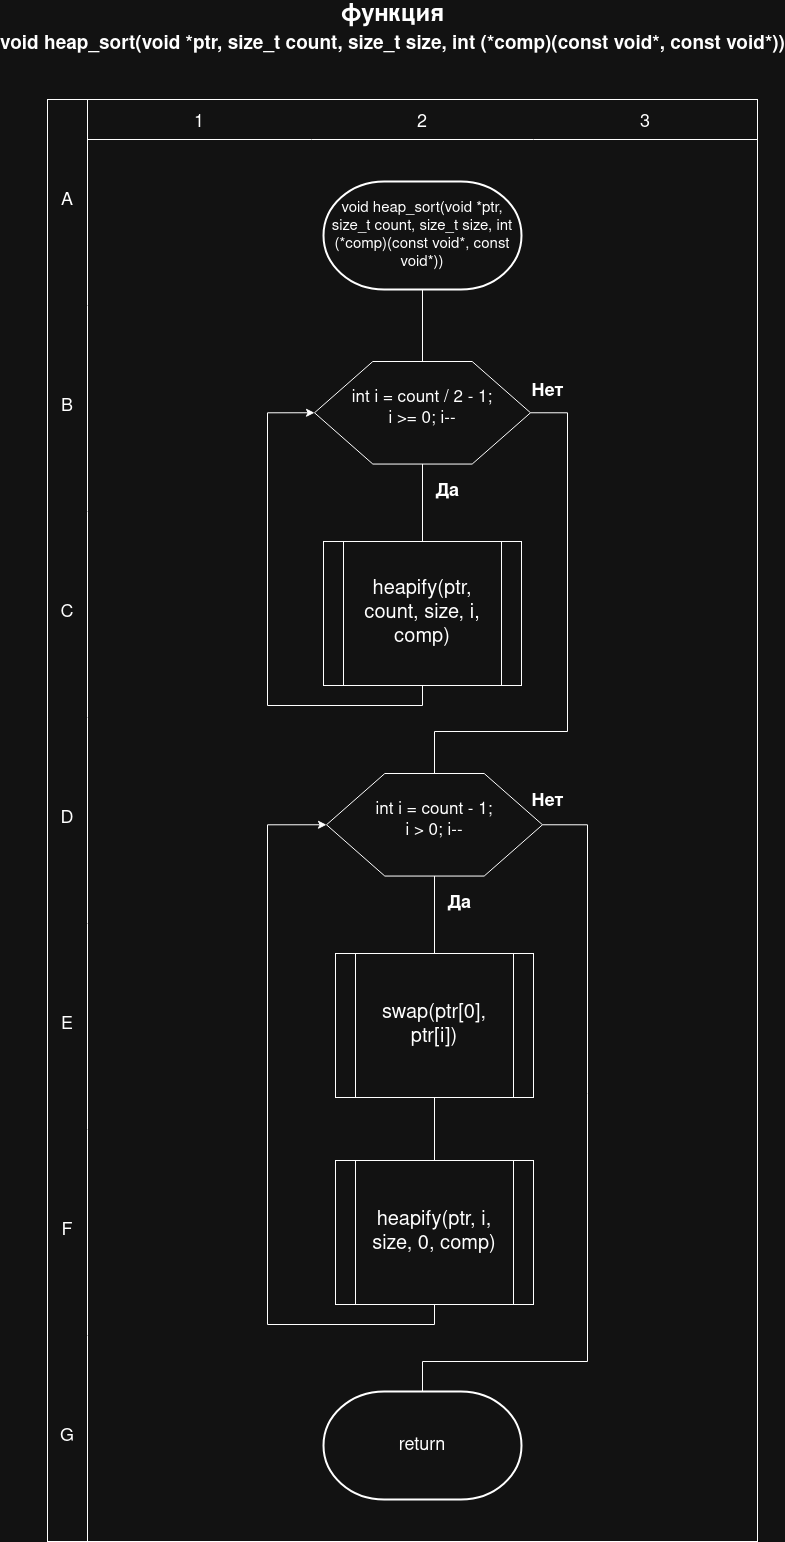 функция
void heap_sort(void *ptr, size_t count, size_t size, int (*comp)(const void*, const void*))
1 2 3
A
void heap_sort(void *ptr,
size_t count, size_t size, int
(*comp)(const void*, const
void*))
B
int i = count / 2 - 1;
i >= 0; i--
Нет
Да
C
heapify(ptr,
count, size, i,
comp)
D
int i = count - 1;
i > 0; i--
Нет
Да
E
swap(ptr[0],
ptr[i])
F
heapify(ptr, i,
size, 0, comp)
G
return